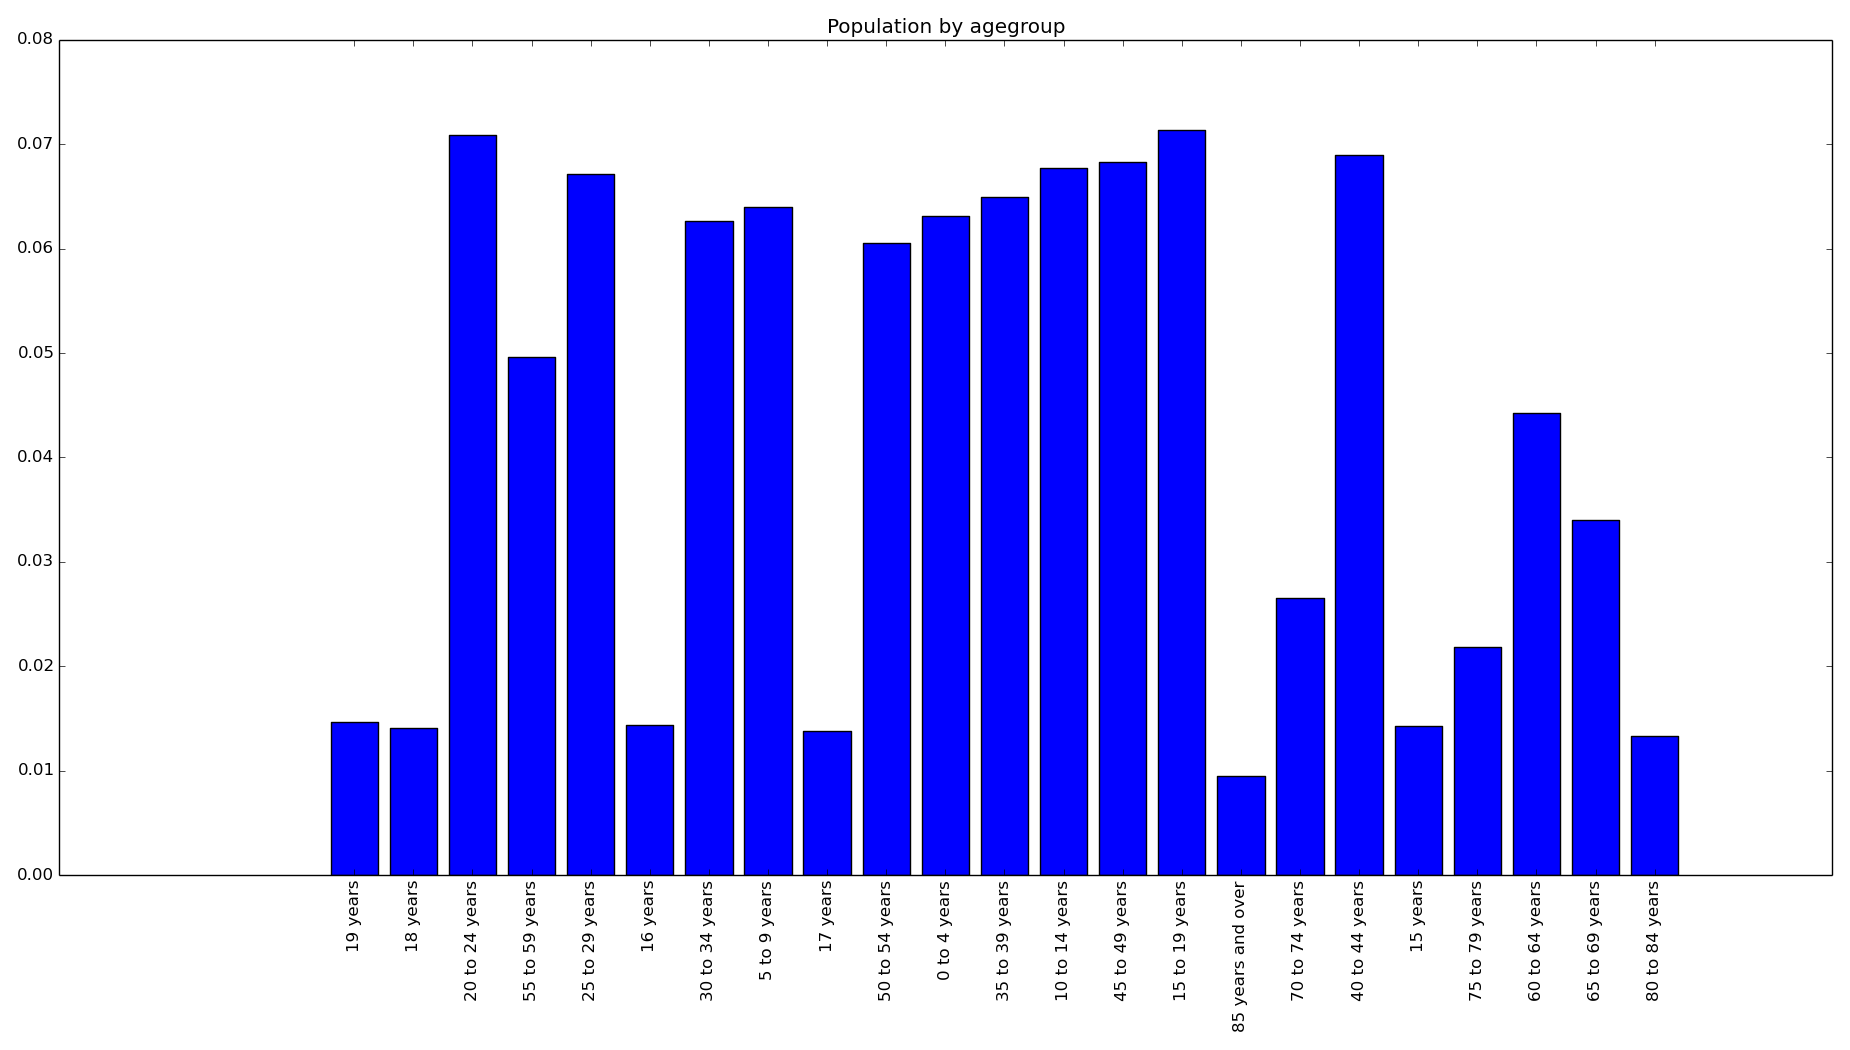 Population by agegroup
0.08
0.07
0.06
0.05
0.04
0.03
0.02
0.01
0.00
19 years
18 years
20 to 24 years
55 to 59 years
25 to 29 years
16 years
30 to 34 years
5 to 9 years
17 years
50 to 54 years
0 to 4 years
35 to 39 years
10 to 14 years
45 to 49 years
15 to 19 years
85 years and over
70 to 74 years
40 to 44 years
15 years
75 to 79 years
60 to 64 years
65 to 69 years
80 to 84 years